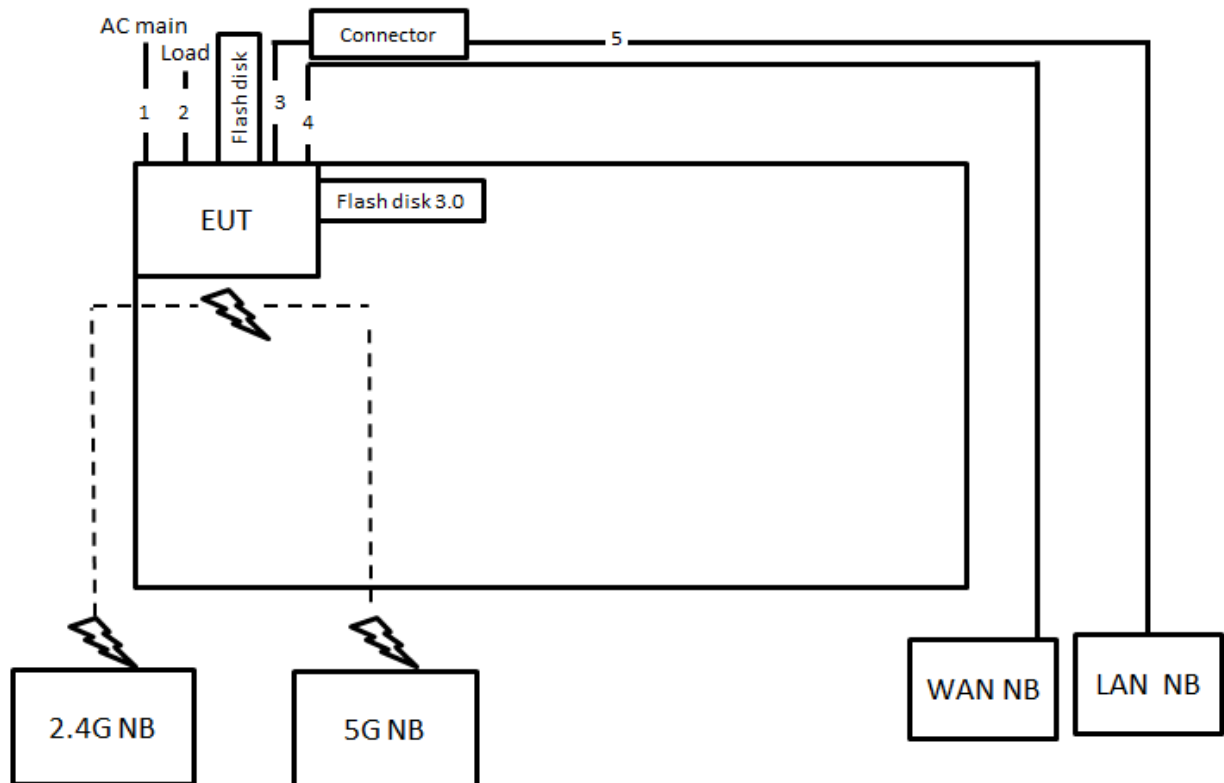 AC main
Load
Flash disk
Connector
5
1
2
3
4
EUT
Flash disk 3.0
2.4G NB
5G NB
WAN NB
LAN NB